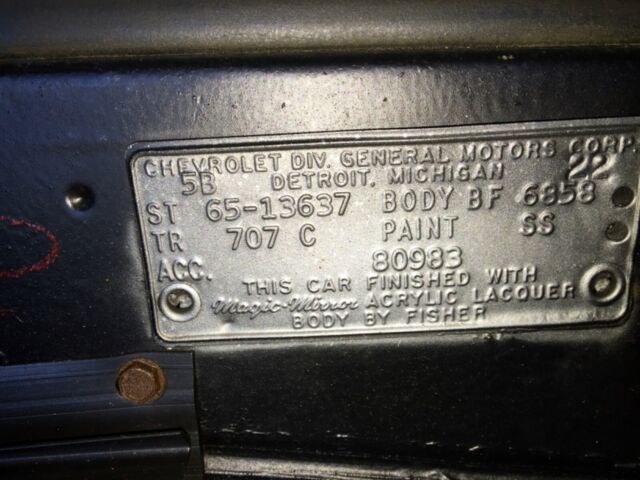 CHEVROLET DIV. GENERAL MOTORS CORP.
5B DETROIT, MICHIGAN 22
ST 65-13637 BODY BF 6858
TR 707 C PAINT SS
ACC. 80983
THIS CAR FINISHED WITH
Magic-Mirror ACRYLIC LACQUER
BODY BY FISHER